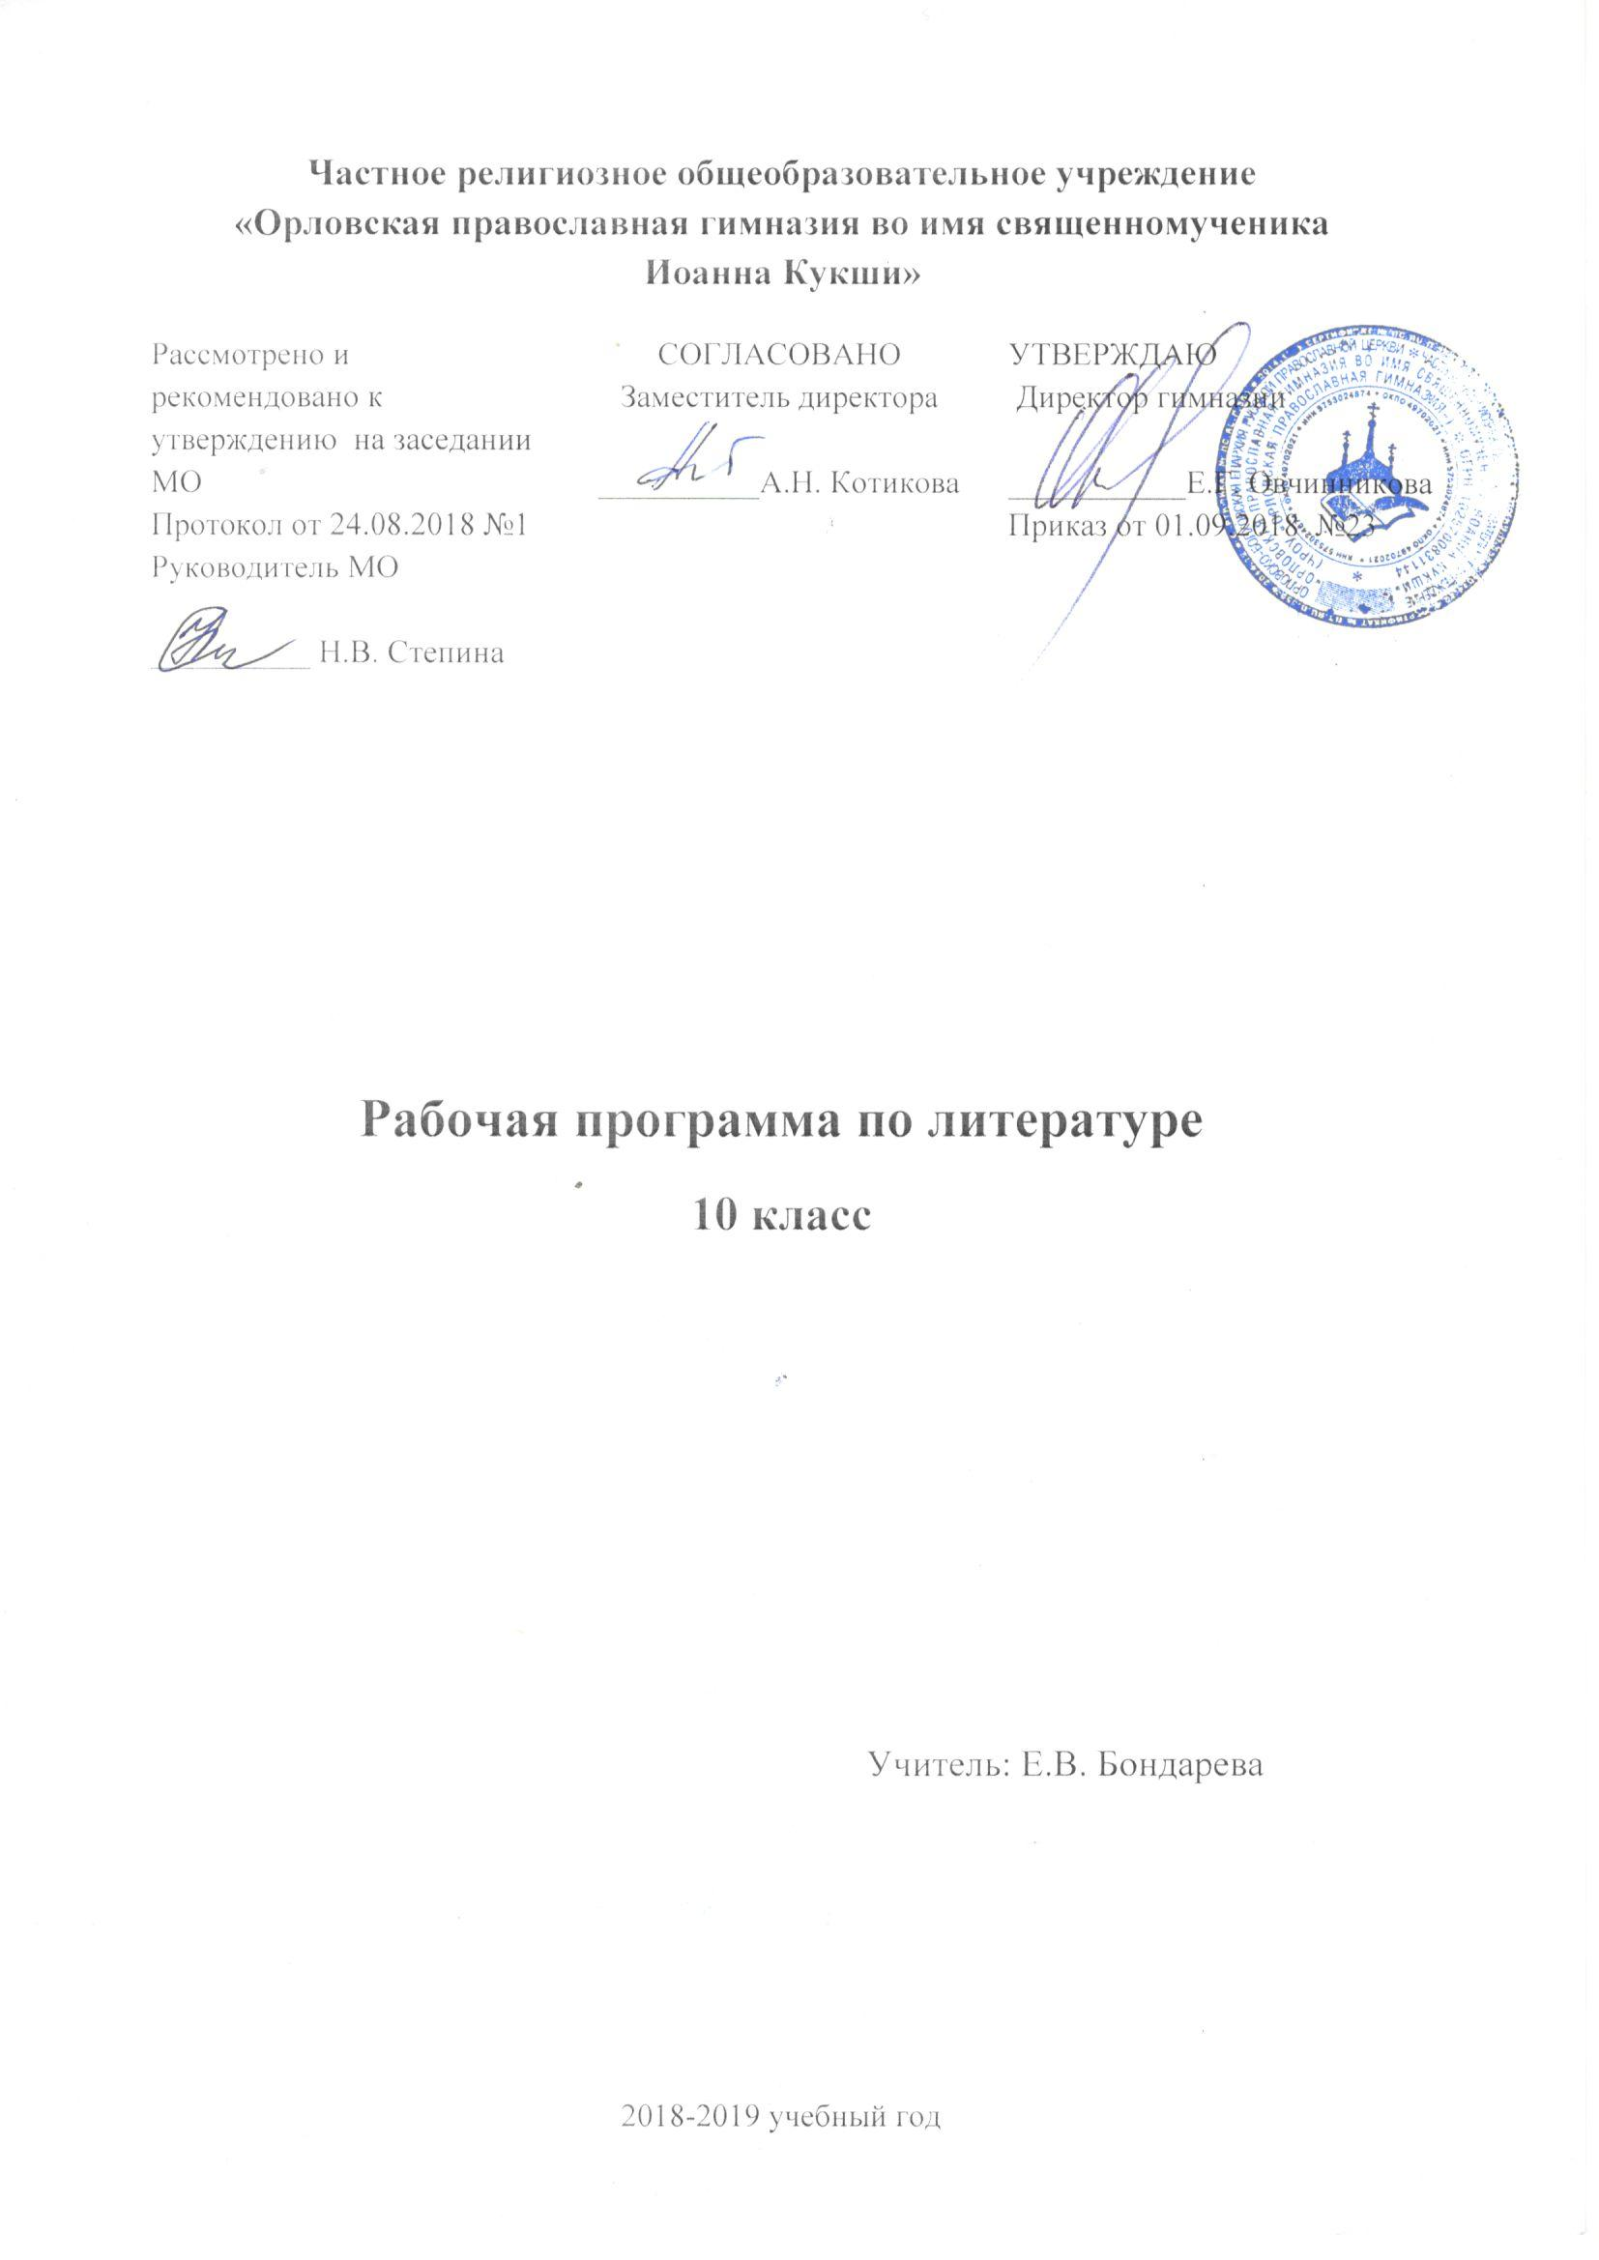 Частное религиозное общеобразовательное учреждение
«Орловская православная гимназия во имя священномученика
Иоанна Кукши»
Рассмотрено и
рекомендовано к
утверждению на заседании
МО
Протокол от 24.08.2018 №1
Руководитель МО
Н.В. Степина
СОГЛАСОВАНО
Заместитель директора
А.Н. Котикова
УТВЕРЖДАЮ
Директор гимназии
Овчинникова
Приказ от 01.09.2018 №23
Рабочая программа по литературе
10 класс
Учитель: Е.В. Бондарева
2018-2019 учебный год